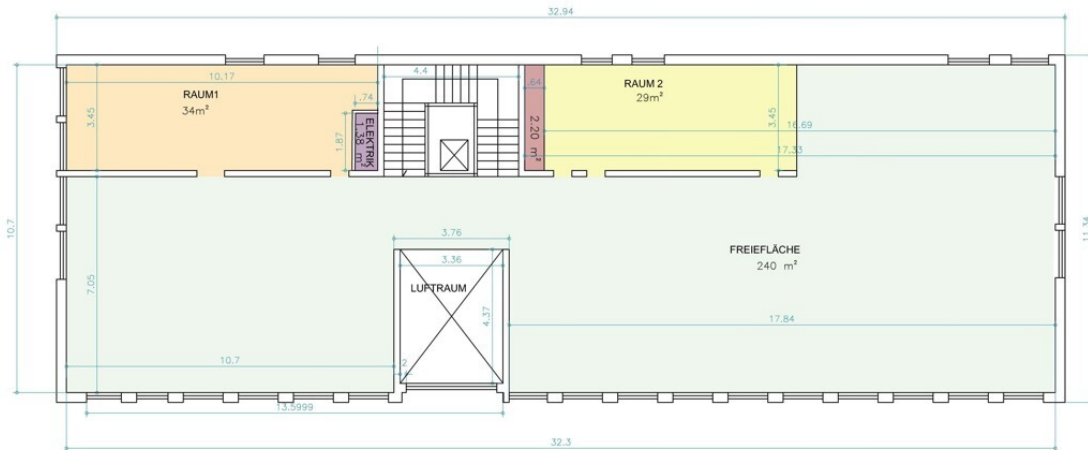 32.94
10.17
4.4
RAUM1
34m²
.74
3.45
1.87
ELEKTRIK
1.38 m²
.64
2.20 m²
RAUM 2
29m²
3.45
16.69
17.33
10.7
11.34
3.76
3.36
LUFTRAUM
4.37
FREIEFLÄCHE
240 m²
7.05
17.84
10.7
.2
13.5999
32.3